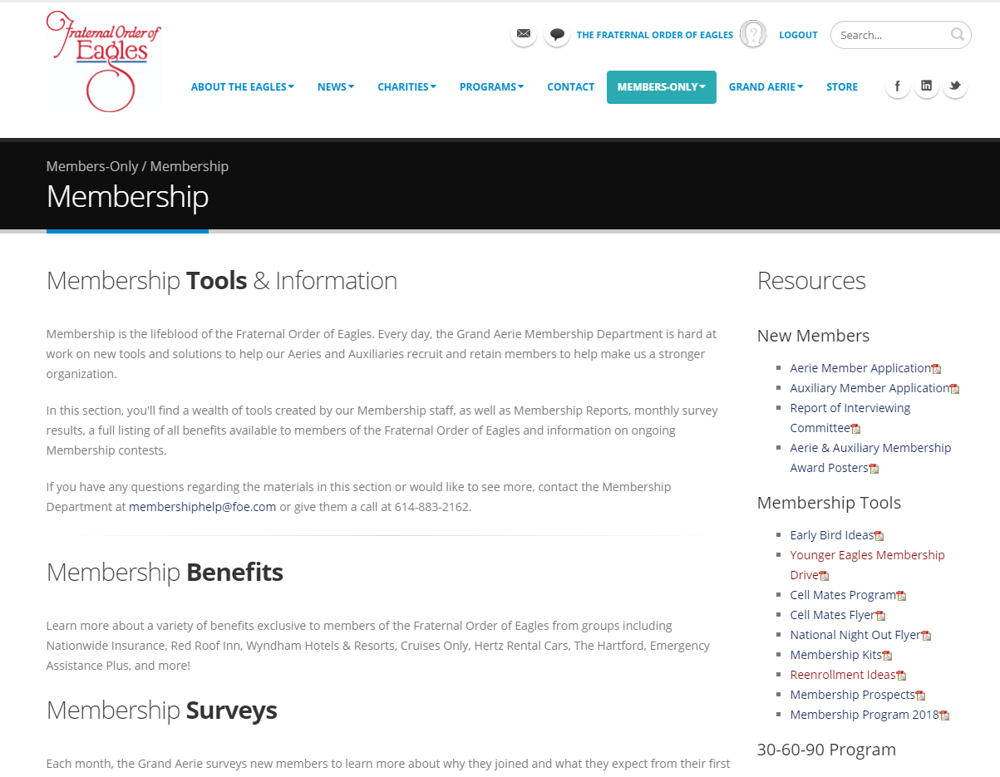 Fraternal Order of
Eagles
THE FRATERNAL ORDER OF EAGLES
LOGOUT
Search...
ABOUT THE EAGLES
NEWS
CHARITIES
PROGRAMS
CONTACT
MEMBERS-ONLY
GRAND AERIE
STORE
Members-Only / Membership
Membership
Membership Tools & Information
Membership is the lifeblood of the Fraternal Order of Eagles. Every day, the Grand Aerie Membership Department is hard at
work on new tools and solutions to help our Aeries and Auxiliaries recruit and retain members to help make us a stronger
organization.
In this section, you'll find a wealth of tools created by our Membership staff, as well as Membership Reports, monthly survey
results, a full listing of all benefits available to members of the Fraternal Order of Eagles and information on ongoing
Membership contests.
If you have any questions regarding the materials in this section or would like to see more, contact the Membership
Department at membershiphelp@foe.com or give them a call at 614-883-2162.
Membership Benefits
Learn more about a variety of benefits exclusive to members of the Fraternal Order of Eagles from groups including
Nationwide Insurance, Red Roof Inn, Wyndham Hotels & Resorts, Cruises Only, Hertz Rental Cars, The Hartford, Emergency
Assistance Plus, and more!
Membership Surveys
Each month, the Grand Aerie surveys new members to learn more about why they joined and what they expect from their first
Resources
New Members
Aerie Member Application
Auxiliary Member Application
Report of Interviewing
Committee
Aerie & Auxiliary Membership
Award Posters
Membership Tools
Early Bird Ideas
Younger Eagles Membership
Drive
Cell Mates Program
Cell Mates Flyer
National Night Out Flyer
Membership Kits
Reenrollment Ideas
Membership Prospects
Membership Program 2018
30-60-90 Program